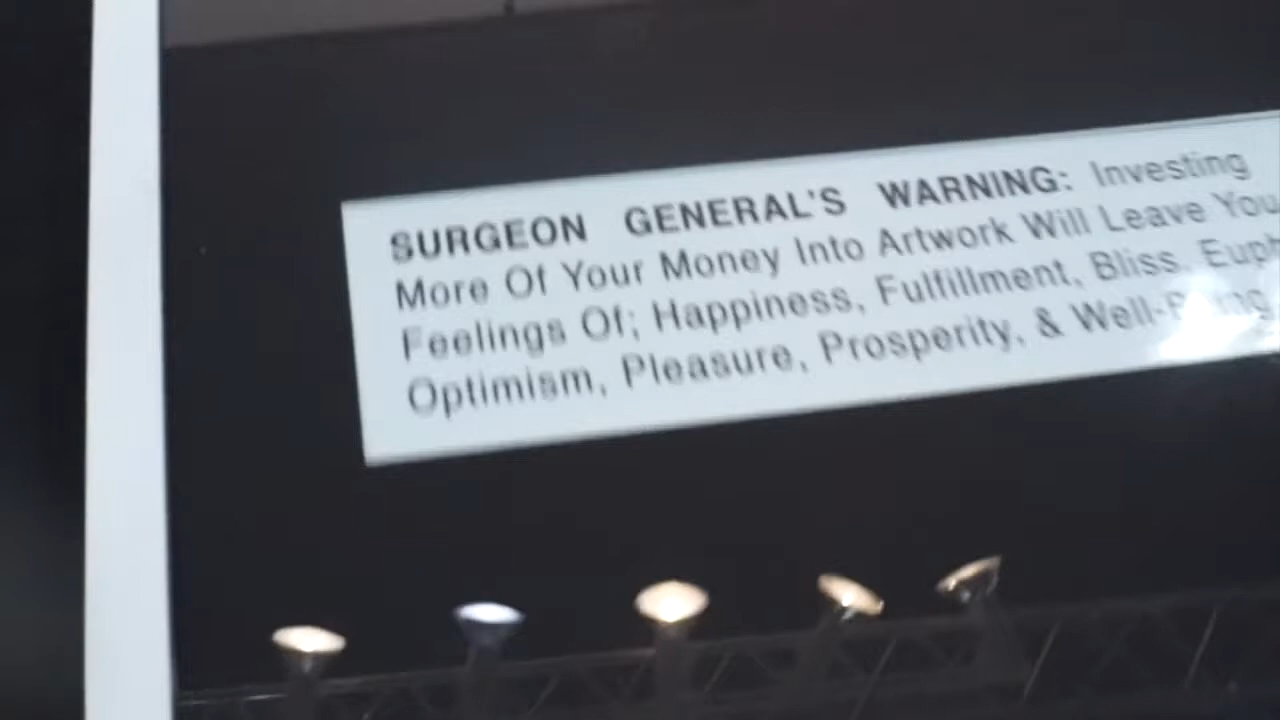 SURGEON GENERAL'S WARNING: Investing
More Of Your Money Into Artwork Will Leave You
Feelings Of; Happiness, Fulfillment, Bliss,
Optimism, Pleasure, Prosperity, &